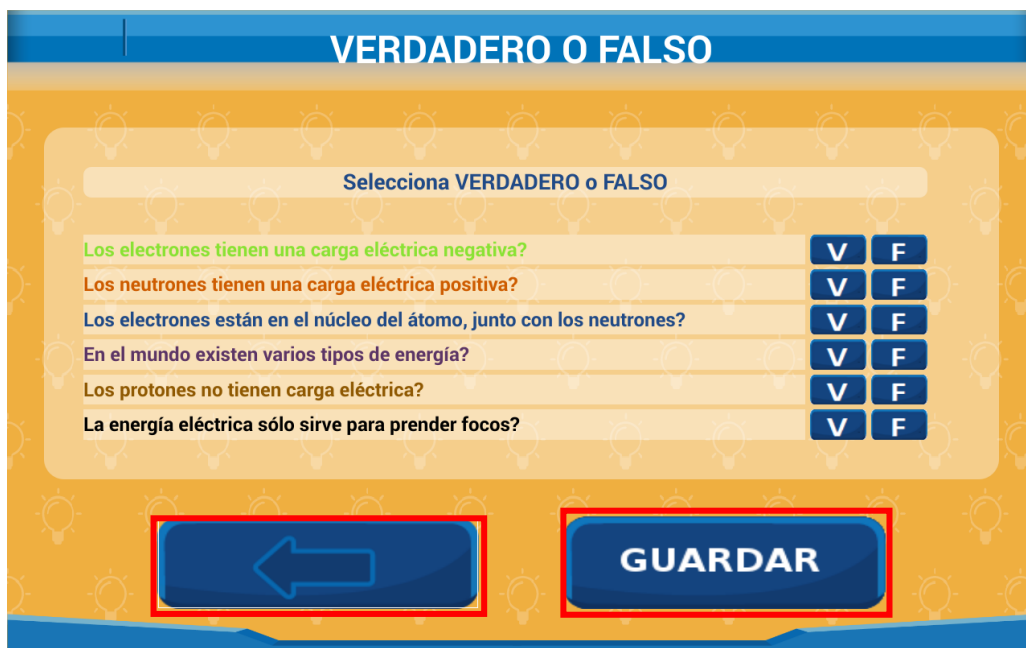 VERDADERO O FALSO
Selecciona VERDADERO o FALSO
Los electrones tienen una carga eléctrica negativa? V F
Los neutrones tienen una carga eléctrica positiva? V F
Los electrones están en el núcleo del átomo, junto con los neutrones? V F
En el mundo existen varios tipos de energía? V F
Los protones no tienen carga eléctrica? V F
La energía eléctrica sólo sirve para prender focos? V F
GUARDAR